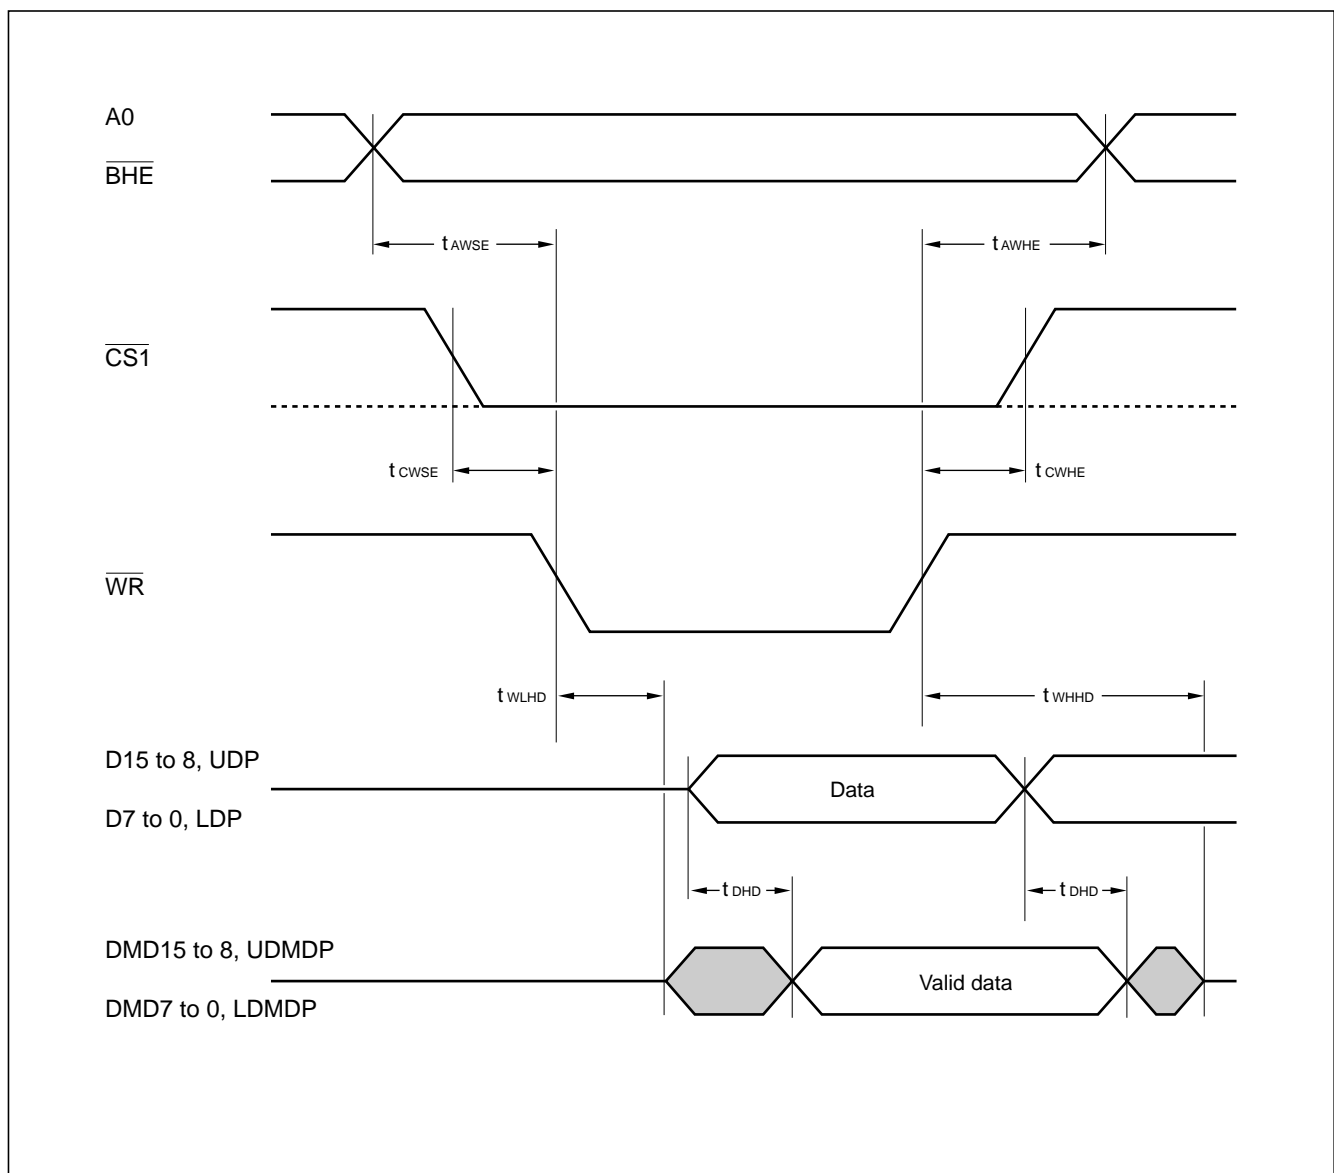 A0
BHE
t AWSE
t AWHE
CS1
t CWSE
t CWHE
WR
t WLHD
t WHHD
D15 to 8, UDP
Data
D7 to 0, LDP
t DHD
t DHD
DMD15 to 8, UDMDP
Valid data
DMD7 to 0, LDMDP